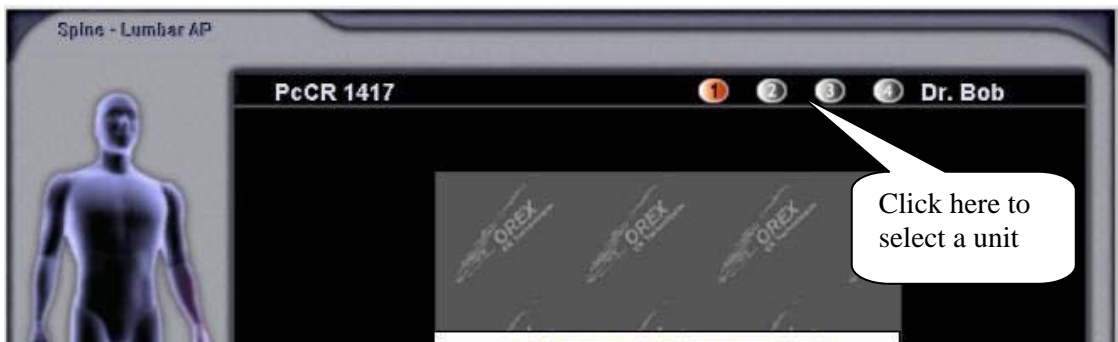 Spine - Lumbar AP
PcCR 1417
1 2 3 4 Dr. Bob
Click here to
select a unit
OREX OREX OREX